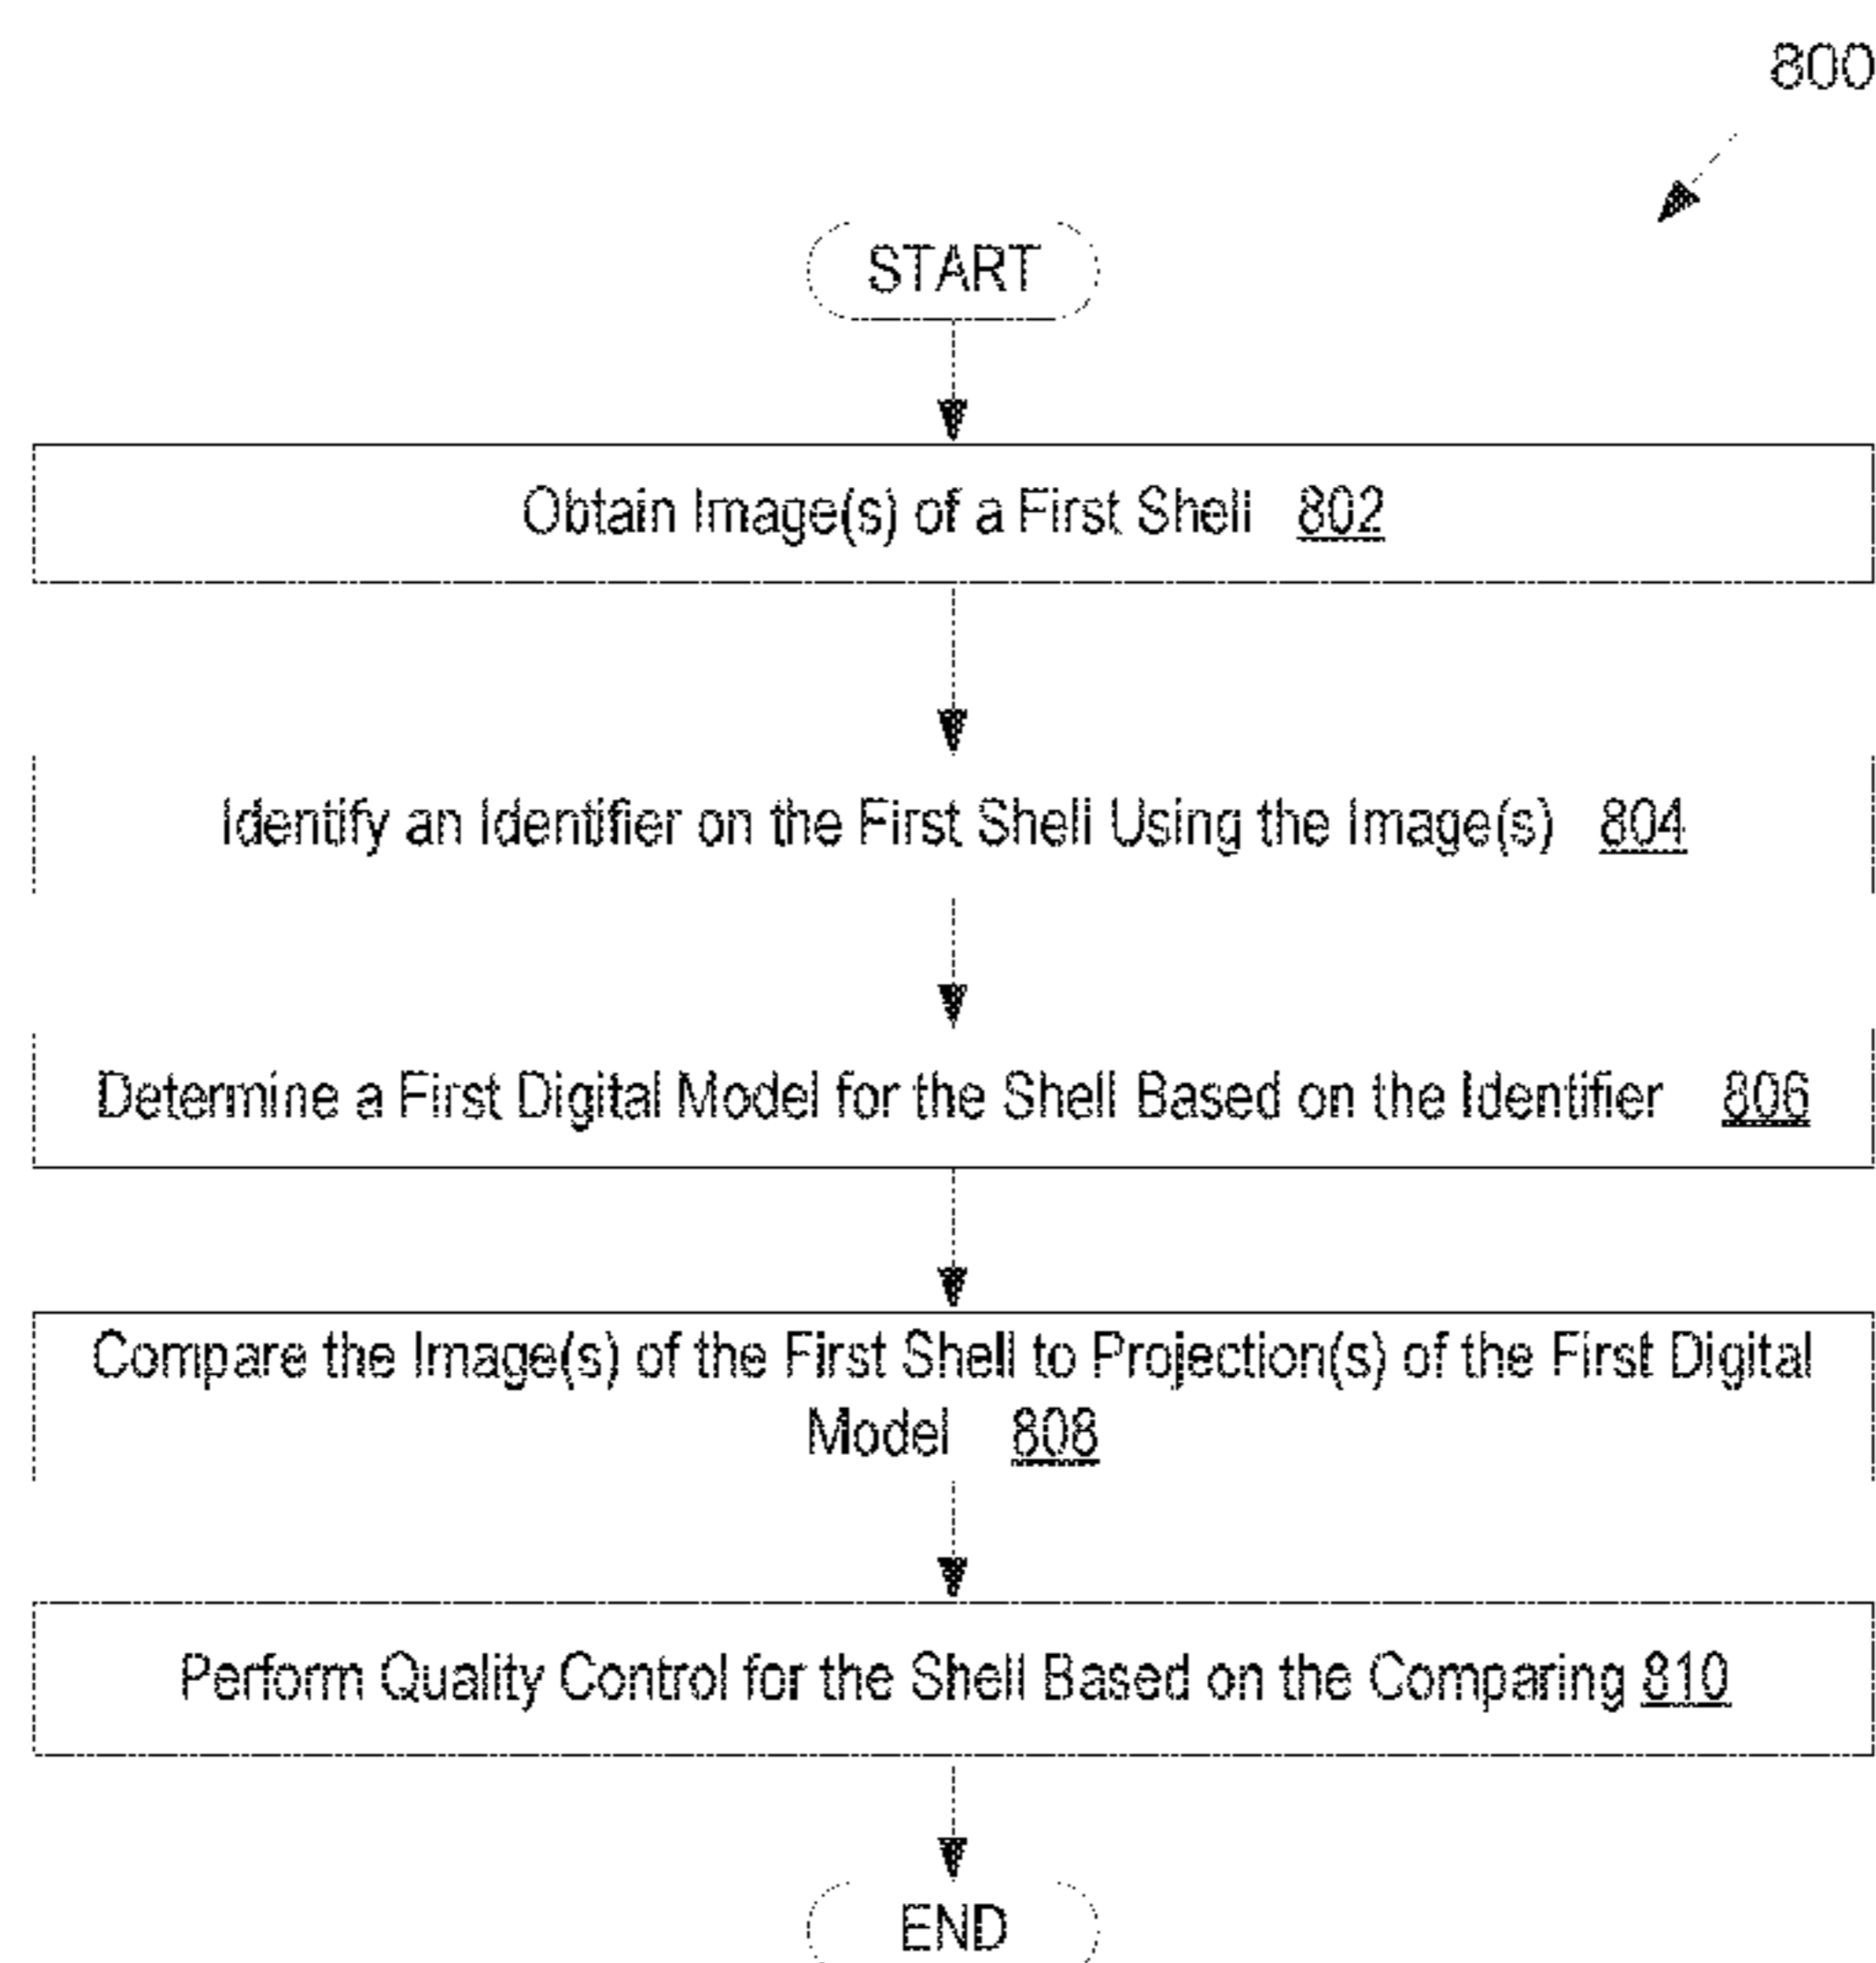 800
START
Obtain Image(s) of a First Shell 802
Identify an Identifier on the First Shell Using the Image(s) 804
Determine a First Digital Model for the Shell Based on the Identifier 806
Compare the Image(s) of the First Shell to Projection(s) of the First Digital
Model 808
Perform Quality Control for the Shell Based on the Comparing 810
END